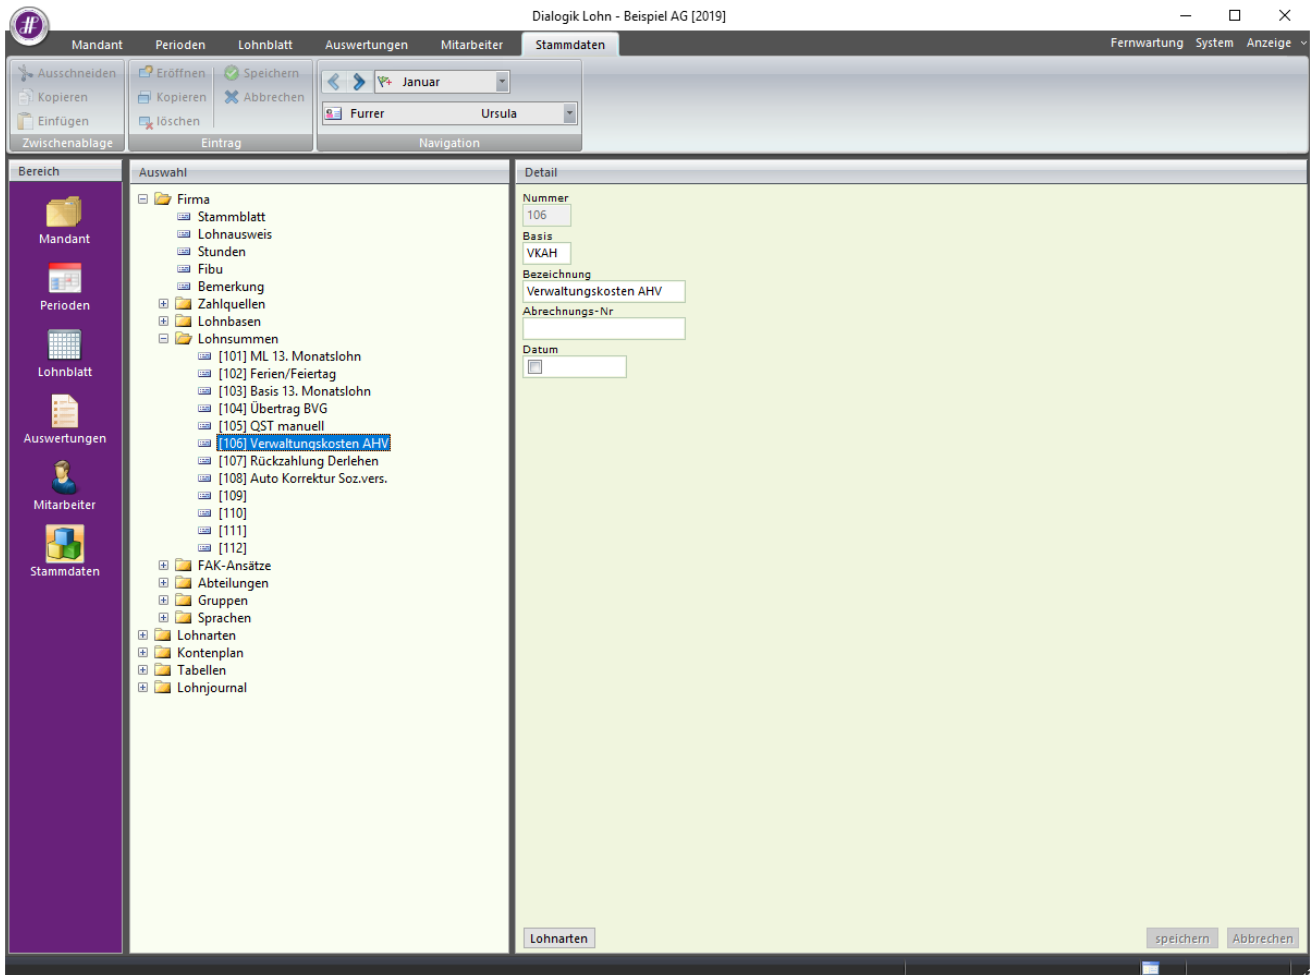 Dialogik Lohn - Beispiel AG [2019]
Mandant Perioden Lohnblatt Auswertungen Mitarbeiter Stammdaten Fernwartung System Anzeige
Ausschneiden Eröffnen Speichern
Januar
Kopieren Kopieren Abbrechen
Einfügen löschen
Furrer Ursula
Zwischenablage Eintrag Navigation
Bereich
Mandant
Perioden
Lohnblatt
Auswertungen
Mitarbeiter
Stammdaten
Auswahl
Firma
Stammblatt
Lohnausweis
Stunden
Fibu
Bemerkung
Zahlquellen
Lohnbasen
Lohnsummen
[101] ML 13. Monatslohn
[102] Ferien/Feiertag
[103] Basis 13. Monatslohn
[104] Übertrag BVG
[105] QST manuell
[106] Verwaltungskosten AHV
[107] Rückzahlung Derlehen
[108] Auto Korrektur Soz.vers.
[109]
[110]
[111]
[112]
FAK-Ansätze
Abteilungen
Gruppen
Sprachen
Lohnarten
Kontenplan
Tabellen
Lohnjournal
Detail
Nummer
106
Basis
VKAH
Bezeichnung
Verwaltungskosten AHV
Abrechnungs-Nr
Datum
Lohnarten speichern Abbrechen